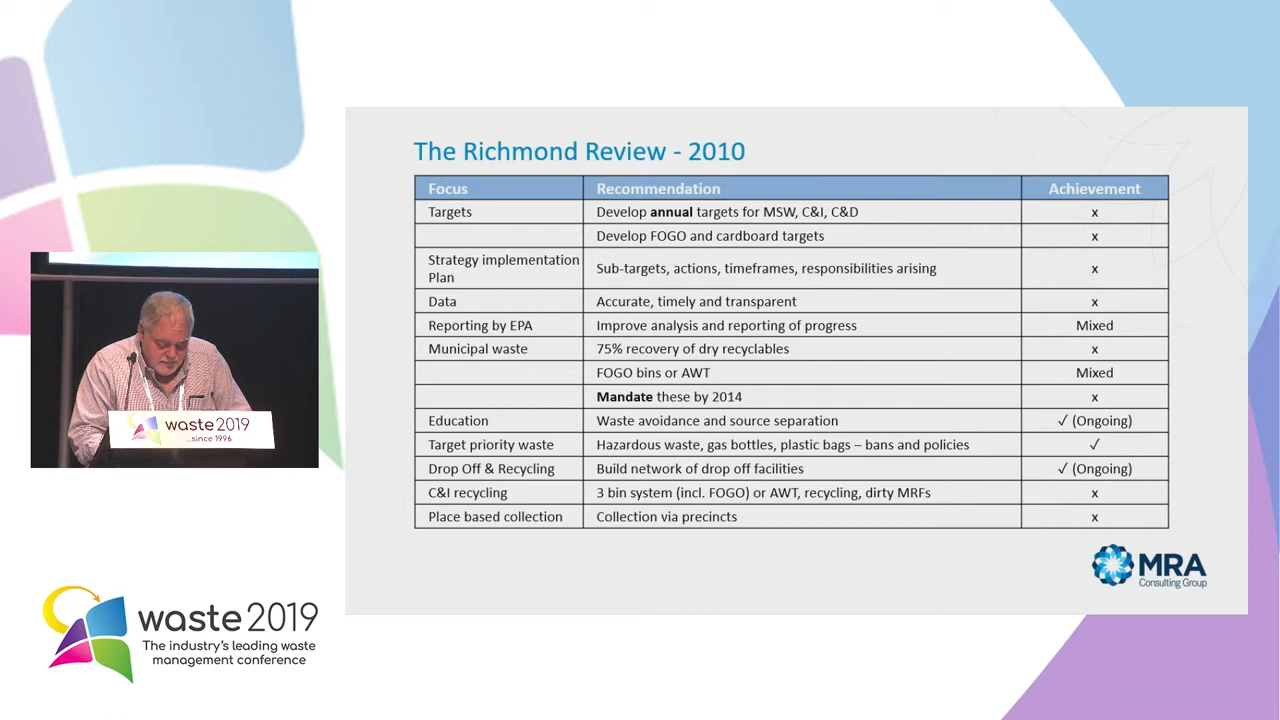 The Richmond Review - 2010
Focus Recommendation Achievement
Targets Develop annual targets for MSW, C&I, C&D x
Develop FOGO and cardboard targets x
Strategy implementation
Plan Sub-targets, actions, timeframes, responsibilities arising x
Data Accurate, timely and transparent x
Reporting by EPA Improve analysis and reporting of progress Mixed
Municipal waste 75% recovery of dry recyclables x
FOGO bins or AWT Mixed
Mandate these by 2014 x
Education Waste avoidance and source separation ✓ (Ongoing)
Target priority waste Hazardous waste, gas bottles, plastic bags – bans and policies ✓
Drop Off & Recycling Build network of drop off facilities ✓ (Ongoing)
C&I recycling 3 bin system (incl. FOGO) or AWT, recycling, dirty MRFs x
Place based collection Collection via precincts x
MRA
Consulting Group
waste 2019
...since 1996
waste 2019
The industry's leading waste
management conference